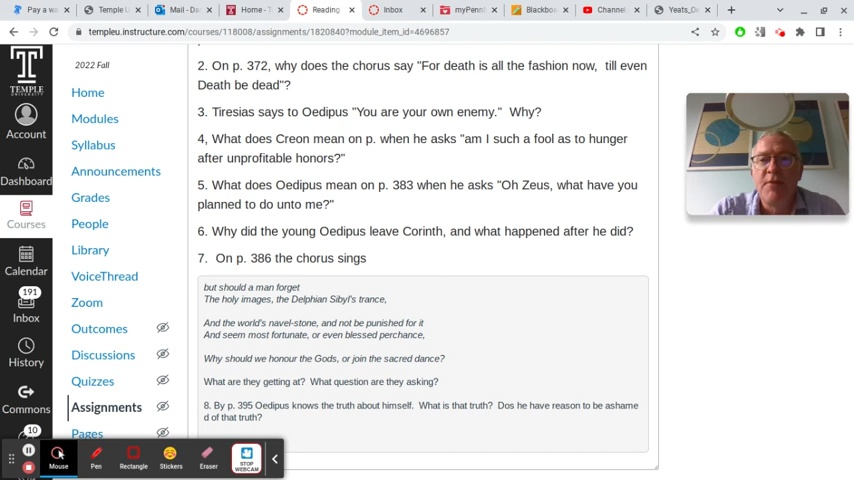 Pay a wa
Temple U
Mail - Da
Home - T
Reading
Inbox
myPenn
Blackboa
Channel
Yeats_O
templeu.instructure.com/courses/118008/assignments/1820840?module_item_id=4696857
TEMPLE
UNIVERSITY
Account
Dashboard
Courses
Calendar
191
Inbox
History
Commons
10
2022 Fall
Home
Modules
Syllabus
Announcements
Grades
People
Library
VoiceThread
Zoom
Outcomes
Discussions
Quizzes
Assignments
Pages
2. On p. 372, why does the chorus say "For death is all the fashion now, till even
Death be dead"?
3. Tiresias says to Oedipus "You are your own enemy." Why?
4, What does Creon mean on p. when he asks "am I such a fool as to hunger
after unprofitable honors?"
5. What does Oedipus mean on p. 383 when he asks "Oh Zeus, what have you
planned to do unto me?"
6. Why did the young Oedipus leave Corinth, and what happened after he did?
7. On p. 386 the chorus sings
but should a man forget
The holy images, the Delphian Sibyl's trance,
And the world's navel-stone, and not be punished for it
And seem most fortunate, or even blessed perchance,
Why should we honour the Gods, or join the sacred dance?
What are they getting at? What question are they asking?
8. By p. 395 Oedipus knows the truth about himself. What is that truth? Dos he have reason to be ashame
d of that truth?
Mouse
Pen
Rectangle
Stickers
Eraser
STOP
WEBCAM